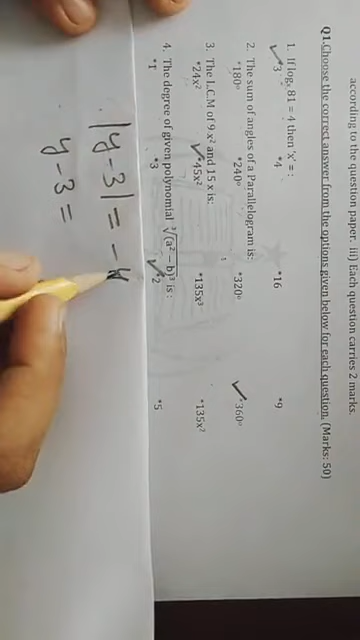 according to the question paper. iii) Each question carries 2 marks.
Q1.Choose the correct answer from the options given below for each question. (Marks: 50)
1. If logₓ 81 = 4 then 'x' = :
*3 *4 *16 *9
2. The sum of angles of a Parallelogram is:
*180° *240° *320° *360°
3. The L.C.M of 9 x² and 15 x is:
*24x² *45x² *135x³ *135x²
4. The degree of given polynomial ³√(a² – b)³ is :
*1 *3 *2 *5
|y - 3| = - 4
y - 3 =